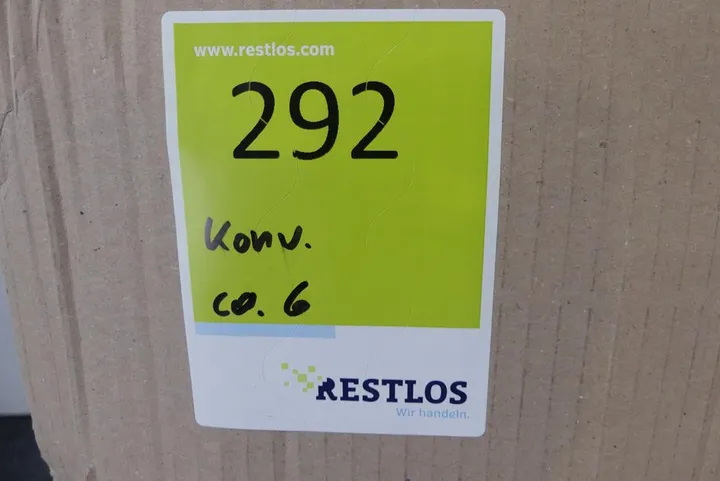 www.restlos.com
292
Konv.
ca. 6
RESTLOS
Wir handeln.